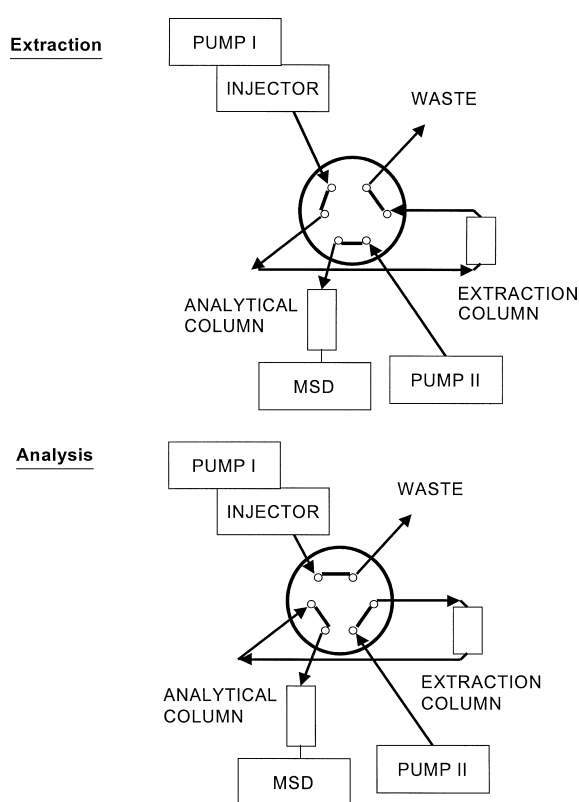 Extraction
PUMP I
INJECTOR
WASTE
ANALYTICAL
COLUMN
EXTRACTION
COLUMN
MSD
PUMP II
Analysis
PUMP I
INJECTOR
WASTE
ANALYTICAL
COLUMN
EXTRACTION
COLUMN
MSD
PUMP II